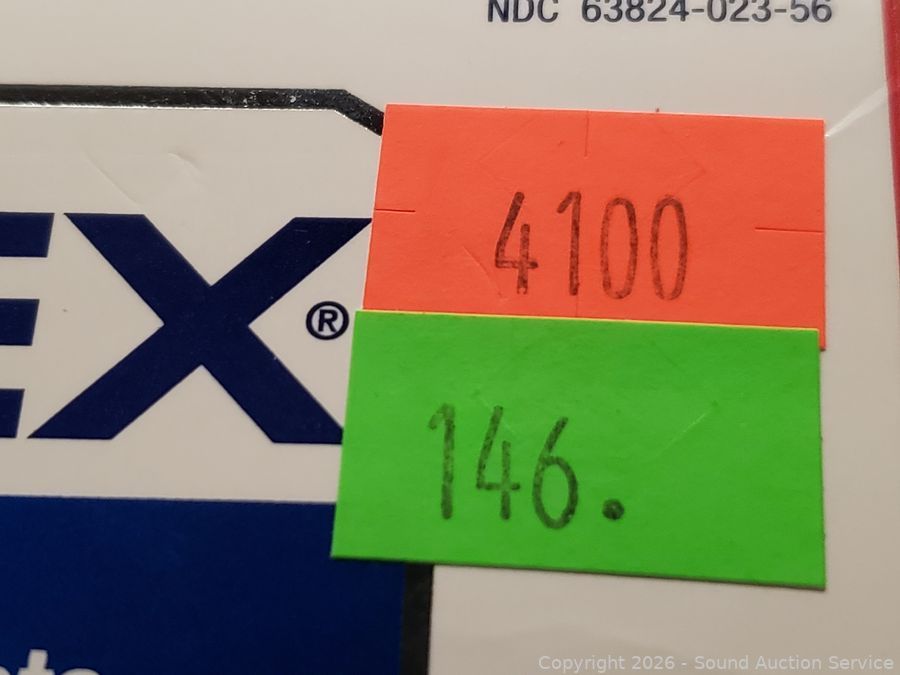 NDC 63824-023-56
4100
EX®
146.
Copyright 2026 - Sound Auction Service